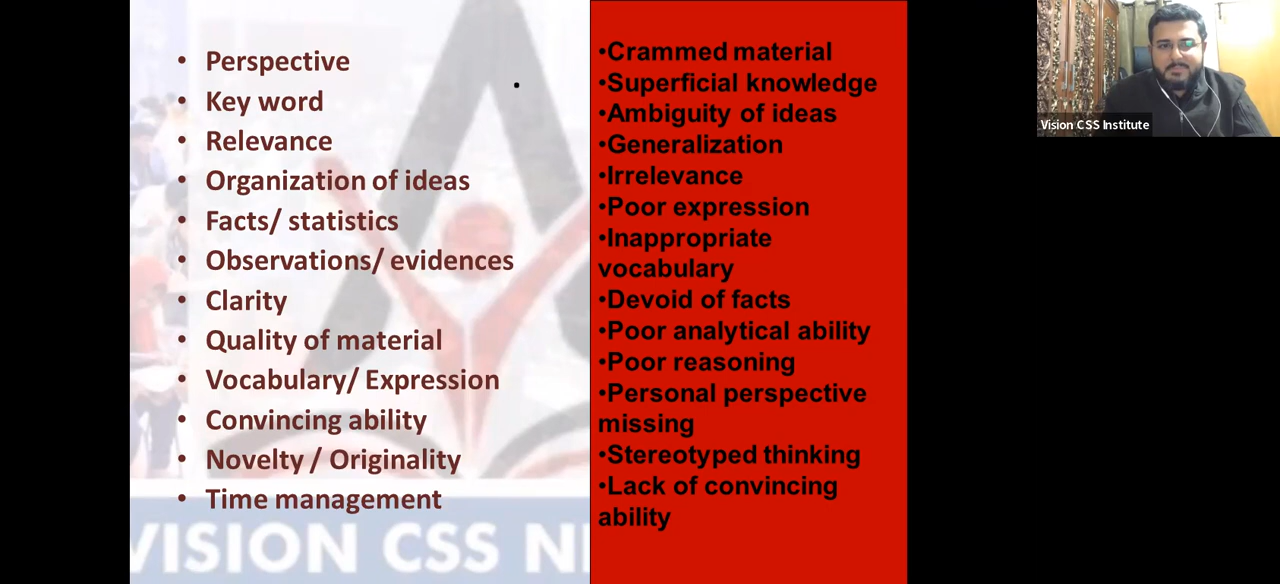 • Perspective
• Key word
• Relevance
• Organization of ideas
• Facts/ statistics
• Observations/ evidences
• Clarity
• Quality of material
• Vocabulary/ Expression
• Convincing ability
• Novelty / Originality
• Time management
VISION CSS
•Crammed material
•Superficial knowledge
•Ambiguity of ideas
•Generalization
•Irrelevance
•Poor expression
•Inappropriate
vocabulary
•Devoid of facts
•Poor analytical ability
•Poor reasoning
•Personal perspective
missing
•Stereotyped thinking
•Lack of convincing
ability
Vision CSS Institute